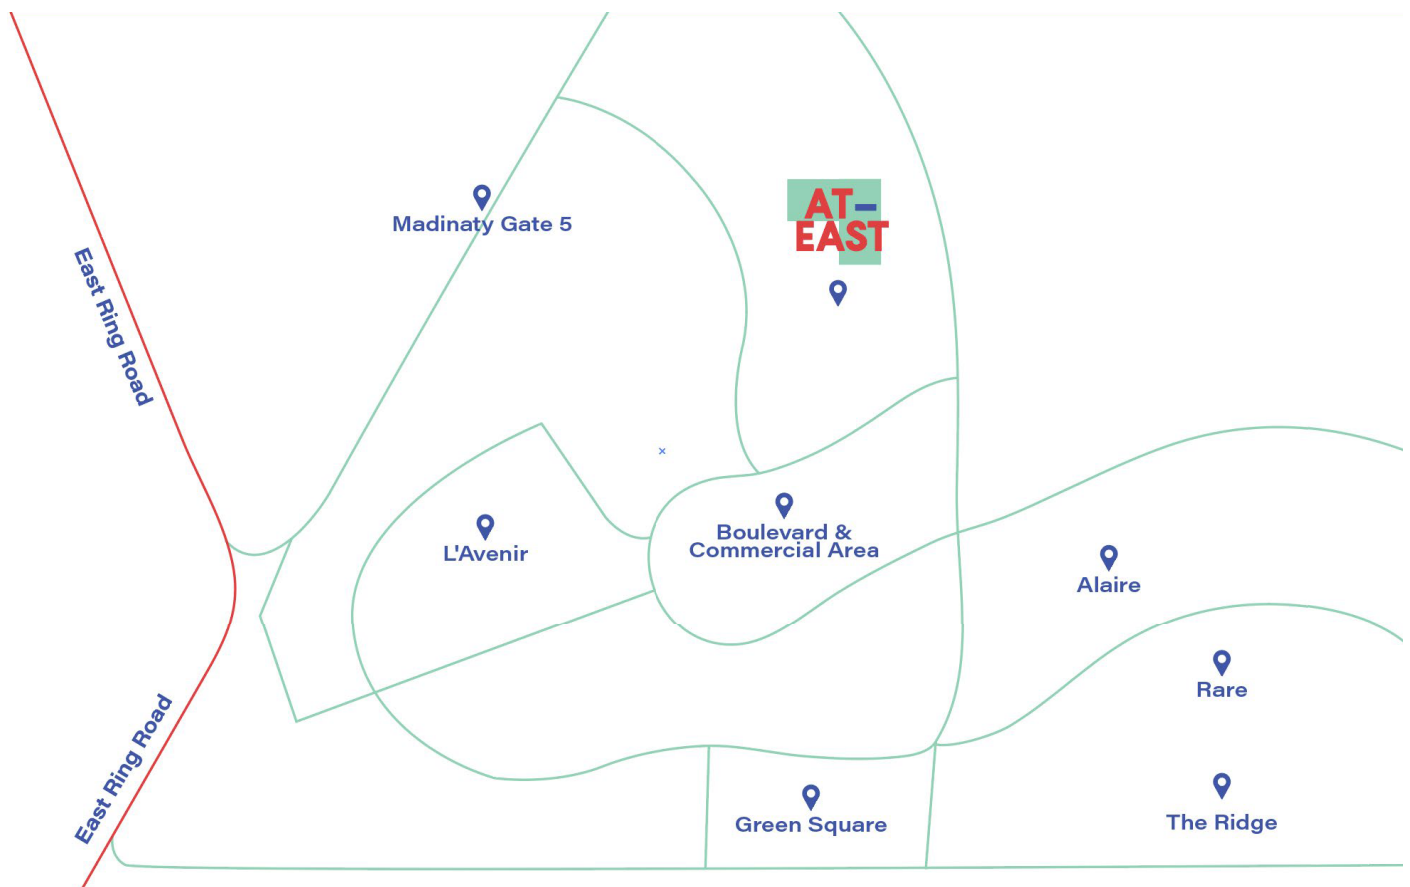 AT–
EAST
Madinaty Gate 5
East Ring Road
L'Avenir
Boulevard &
Commercial Area
Alaire
Rare
East Ring Road
Green Square
The Ridge